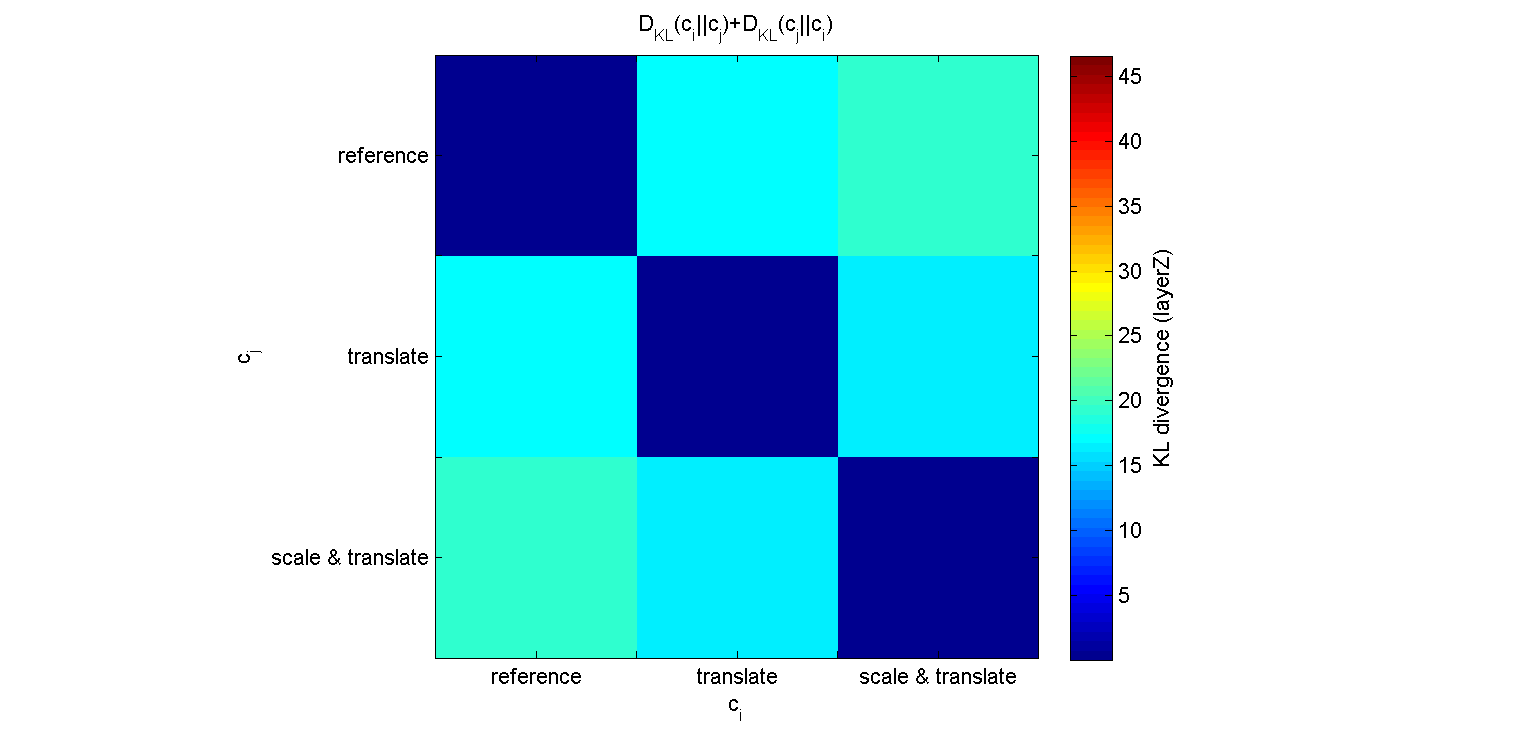 D_KL(c_i||c_j)+D_KL(c_j||c_i)
reference
translate
scale & translate
c_j
reference translate scale & translate
c_i
45
40
35
30
25
20
15
10
5
KL divergence (layerZ)